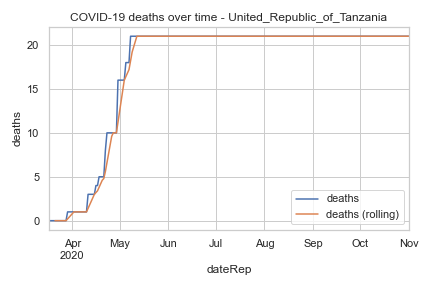 COVID-19 deaths over time - United_Republic_of_Tanzania
deaths
20
15
10
5
0
deaths
deaths (rolling)
Apr
2020
May
Jun
Jul
Aug
Sep
Oct
Nov
dateRep